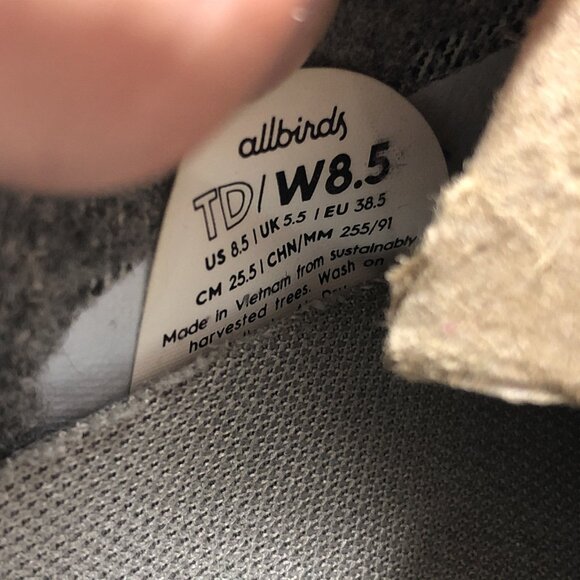 allbirds
TD/W8.5
US 8.5 | UK 5.5 | EU 38.5
CM 25.5 | CHN/MM 255/91
Made in Vietnam from sustainably
harvested trees. Wash on